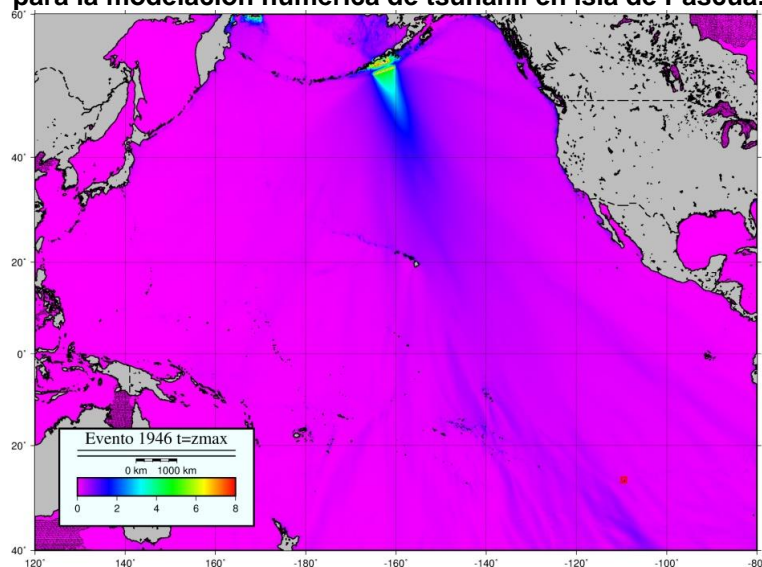 para la modelación numérica de tsunami en Isla de Pascua.
40˚
20˚
0˚
20˚
40˚
Evento 1946 t=zmax
0 km 1000 km
0 2 4 6 8
120˚ 140˚ 160˚ -180˚ -160˚ -140˚ -120˚ -100˚ -80